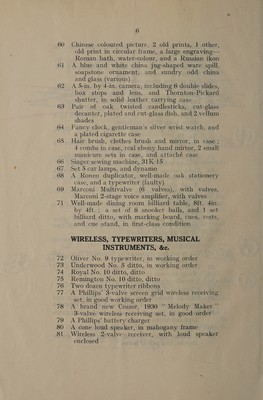 6
60 Chinese coloured picture, 2 old prints, 1 other,
old print in circular frame, a large engraving—
Roman bath, water-colour, and a Russian ikon
61 A blue and white china jug-shaped ware spill,
soapstone ornament, and sundry odd china
and glass (various)
62 A 5-in. by 4-in. camera, including 6 double slides,
box stops and lens, and Thornton-Pickard
shutter, in solid leather carrying case
63 Pair of oak twisted candlesticks, cut-glass
decanter, plated and cut-glass dish, and 2 vellum
shades
64 Fancy clock, gentleman's silver wrist watch, and
a plated cigarette case
65 Hair brush, clothes brush and mirror, in case;
4 combs in case, real ebony hand mirror, 2 small
manicure sets in case, and attaché case
66 Singer sewing machine, 31K15
67 Set 5 car lamps, and dynamo
68 A Roneo duplicator, well-made oak stationery
case, and a typewriter (faulty)
69 Marconi Multivalve (6 valves), with valves,
Marconi 2-stage voice amplifier, with valves
71 Well-made dining room billiard table, 8ft. 4in.
by 4ft.; a set of 8 snooker balls, and 1 set
billiard ditto, with marking board, cues, rests,
and cue stand, in first-class condition
WIRELESS, TYPEWRITERS, MUSICAL
INSTRUMENTS, &c.
72 Oliver No. 9 typewriter, in working order
73 Underwood No. 5 ditto, in working order
74 Royal No. 10 ditto, ditto
75 Remington No. 10 ditto, ditto
76 Two dozen typewriter ribbons
77 A Phillips' 3-valve screen grid wireless receiving
set, in good working order
78 A brand new Cossor, 1930 "Melody Maker"
3-valve wireless receiving set, in good order
79 A Phillips' battery charger
80 A cone loud speaker, in mahogany frame
81 Wireless 2-valve receiver, with loud speaker
enclosed